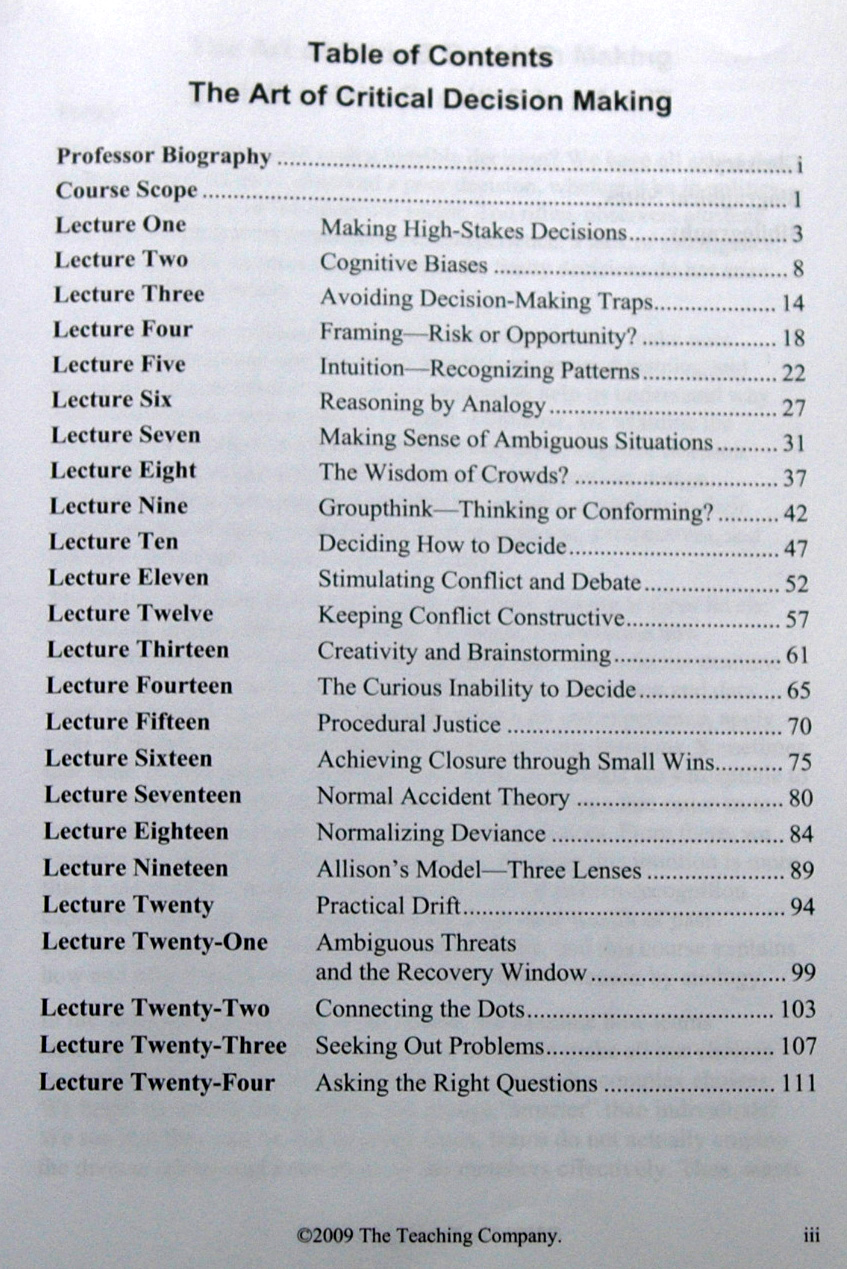 Table of Contents
The Art of Critical Decision Making
Professor Biography ........ i
Course Scope ........ 1
Lecture One Making High-Stakes Decisions ........ 3
Lecture Two Cognitive Biases ........ 8
Lecture Three Avoiding Decision-Making Traps ........ 14
Lecture Four Framing—Risk or Opportunity? ........ 18
Lecture Five Intuition—Recognizing Patterns ........ 22
Lecture Six Reasoning by Analogy ........ 27
Lecture Seven Making Sense of Ambiguous Situations ........ 31
Lecture Eight The Wisdom of Crowds? ........ 37
Lecture Nine Groupthink—Thinking or Conforming? ........ 42
Lecture Ten Deciding How to Decide ........ 47
Lecture Eleven Stimulating Conflict and Debate ........ 52
Lecture Twelve Keeping Conflict Constructive ........ 57
Lecture Thirteen Creativity and Brainstorming ........ 61
Lecture Fourteen The Curious Inability to Decide ........ 65
Lecture Fifteen Procedural Justice ........ 70
Lecture Sixteen Achieving Closure through Small Wins ........ 75
Lecture Seventeen Normal Accident Theory ........ 80
Lecture Eighteen Normalizing Deviance ........ 84
Lecture Nineteen Allison's Model—Three Lenses ........ 89
Lecture Twenty Practical Drift ........ 94
Lecture Twenty-One Ambiguous Threats
and the Recovery Window ........ 99
Lecture Twenty-Two Connecting the Dots ........ 103
Lecture Twenty-Three Seeking Out Problems ........ 107
Lecture Twenty-Four Asking the Right Questions ........ 111
©2009 The Teaching Company. iii